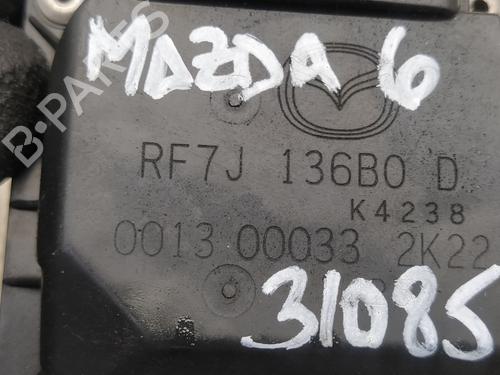 MAZDA 6
B-PARTS
RF7J 136B0 D
K4238
0013 00033 2K22
31085